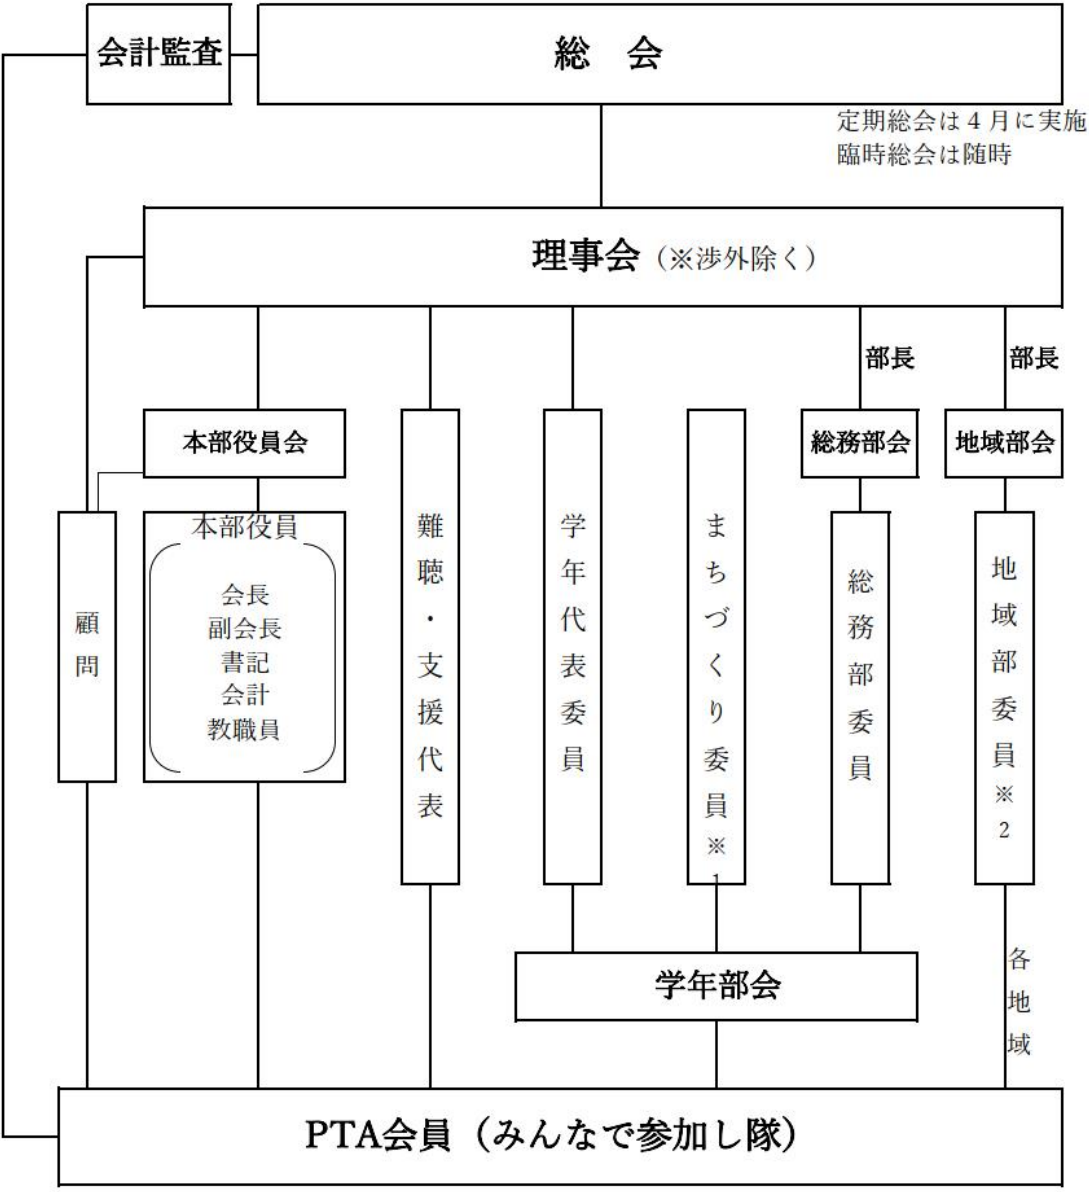 会計監査
総　会
定期総会は４月に実施
臨時総会は随時
理事会（※渉外除く）
部長
部長
本部役員会
総務部会
地域部会
顧問
本部役員
会長
副会長
書記
会計
教職員
難聴・支援代表
学年代表委員
まちづくり委員※1
総務部委員
地域部委員※2
学年部会
各地域
PTA会員（みんなで参加し隊）